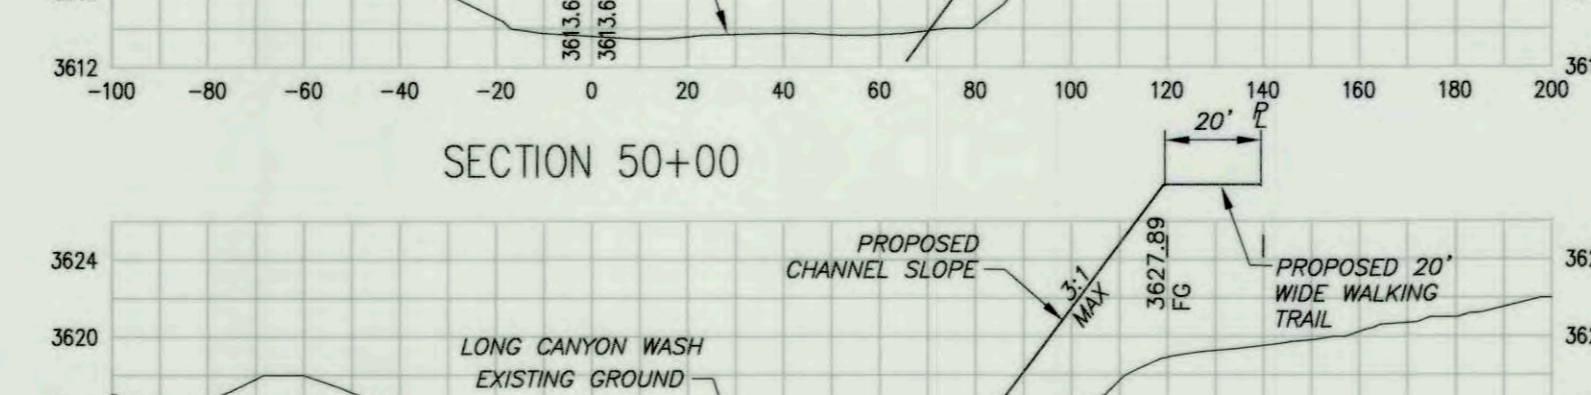 3613.6
3613.6
3612
-100 -80 -60 -40 -20 0 20 40 60 80 100 120 140 160 180 200
20' PL
SECTION 50+00
3624
PROPOSED
CHANNEL SLOPE
3:1
MAX
3627.89
FG
PROPOSED 20'
WIDE WALKING
TRAIL
3620
LONG CANYON WASH
EXISTING GROUND